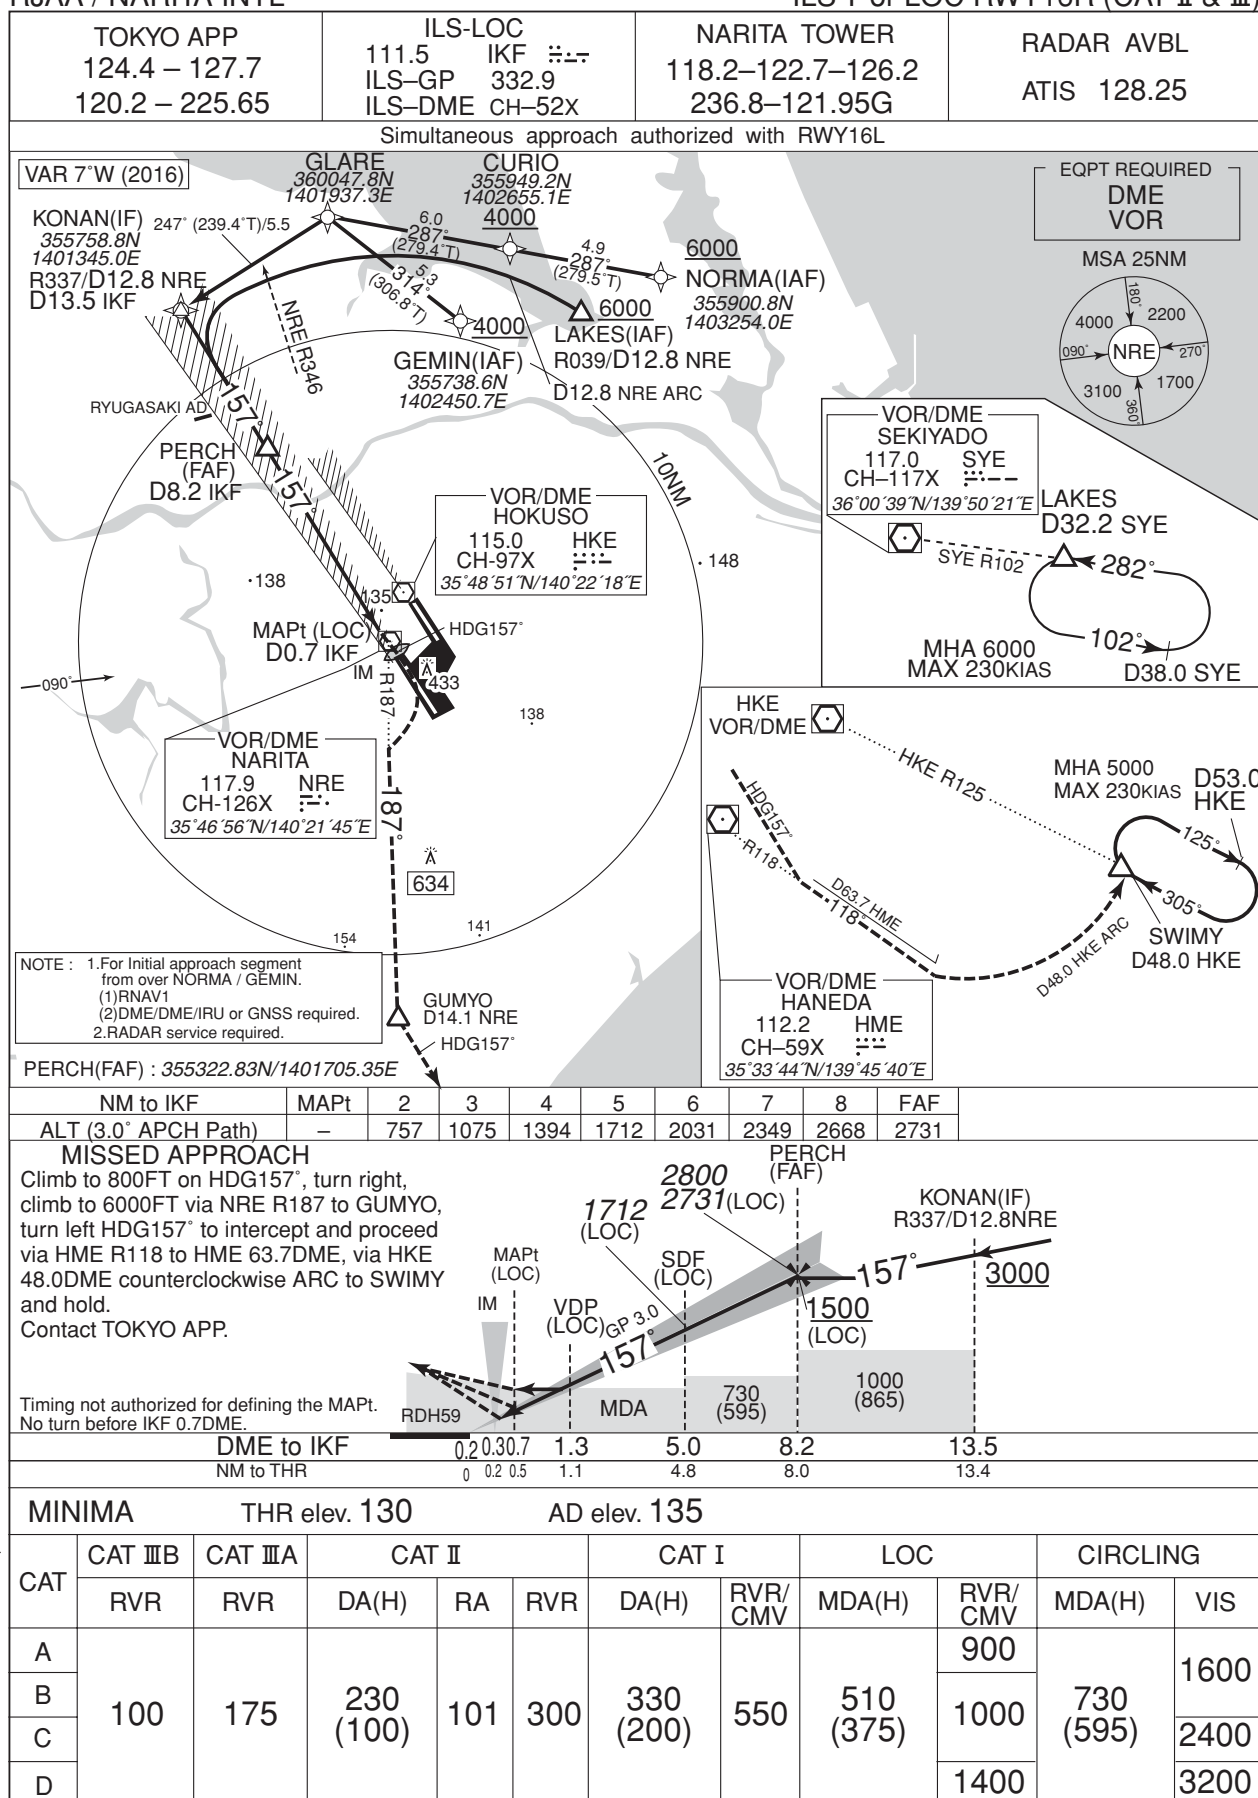 RJAA / NARITA INTL
ILS Y or LOC RWY16R (CAT Ⅱ & Ⅲ)
TOKYO APP
124.4 – 127.7
120.2 – 225.65
ILS-LOC
111.5 IKF
ILS–GP 332.9
ILS–DME CH–52X
NARITA TOWER
118.2–122.7–126.2
236.8–121.95G
RADAR AVBL
ATIS 128.25
Simultaneous approach authorized with RWY16L
VAR 7˚W (2016)
GLARE
360047.8N
1401937.3E
CURIO
355949.2N
1402655.1E
4000
KONAN(IF)
355758.8N
1401345.0E
R337/D12.8 NRE
D13.5 IKF
247˚ (239.4˚T)/5.5
6.0
287˚
(279.4˚T)
4.9
287˚
(279.5˚T)
6000
NORMA(IAF)
355900.8N
1403254.0E
5.3
314˚
(306.8˚T)
4000
GEMIN(IAF)
355738.6N
1402450.7E
6000
LAKES(IAF)
R039/D12.8 NRE
D12.8 NRE ARC
NRE R346
EQPT REQUIRED
DME
VOR
MSA 25NM
180˚
4000
2200
090˚
NRE
270˚
3100
1700
360˚
RYUGASAKI AD
157˚
PERCH
(FAF)
D8.2 IKF
157˚
10NM
VOR/DME
HOKUSO
115.0 HKE
CH-97X
35˚48´51˝N/140˚22´18˝E
148
138
135
MAPt (LOC)
D0.7 IKF
HDG157˚
IM
433
R187
090˚
138
VOR/DME
NARITA
117.9 NRE
CH-126X
35˚46´56˝N/140˚21´45˝E
187˚
634
154
141
NOTE : 1.For Initial approach segment
from over NORMA / GEMIN.
(1)RNAV1
(2)DME/DME/IRU or GNSS required.
2.RADAR service required.
GUMYO
D14.1 NRE
HDG157˚
PERCH(FAF) : 355322.83N/1401705.35E
VOR/DME
SEKIYADO
117.0 SYE
CH–117X
36˚00´39˝N/139˚50´21˝E
LAKES
D32.2 SYE
SYE R102
282˚
102˚
MHA 6000
MAX 230KIAS
D38.0 SYE
HKE
VOR/DME
HKE R125
MHA 5000
MAX 230KIAS
D53.0
HKE
125˚
305˚
HDG157˚
R118
D63.7 HME
118˚
SWIMY
D48.0 HKE
D48.0 HKE ARC
VOR/DME
HANEDA
112.2 HME
CH–59X
35˚33´44˝N/139˚45´40˝E
NM to IKF MAPt 2 3 4 5 6 7 8 FAF
ALT (3.0˚ APCH Path) – 757 1075 1394 1712 2031 2349 2668 2731
MISSED APPROACH
Climb to 800FT on HDG157˚, turn right,
climb to 6000FT via NRE R187 to GUMYO,
turn left HDG157˚ to intercept and proceed
via HME R118 to HME 63.7DME, via HKE
48.0DME counterclockwise ARC to SWIMY
and hold.
Contact TOKYO APP.
Timing not authorized for defining the MAPt.
No turn before IKF 0.7DME.
PERCH
(FAF)
2800
2731(LOC)
1712
(LOC)
KONAN(IF)
R337/D12.8NRE
MAPt
(LOC)
SDF
(LOC)
157˚
3000
IM
VDP
(LOC)
GP 3.0
157˚
1500
(LOC)
RDH59
MDA
730
(595)
1000
(865)
DME to IKF 0.2 0.3 0.7 1.3 5.0 8.2 13.5
NM to THR 0 0.2 0.5 1.1 4.8 8.0 13.4
MINIMA THR elev. 130 AD elev. 135
CAT CAT ⅢB CAT ⅢA CAT Ⅱ CAT I LOC CIRCLING
RVR RVR DA(H) RA RVR DA(H) RVR/CMV MDA(H) RVR/CMV MDA(H) VIS
A
B
C
D
100
175
230
(100)
101
300
330
(200)
550
510
(375)
900
1000
1400
730
(595)
1600
2400
3200